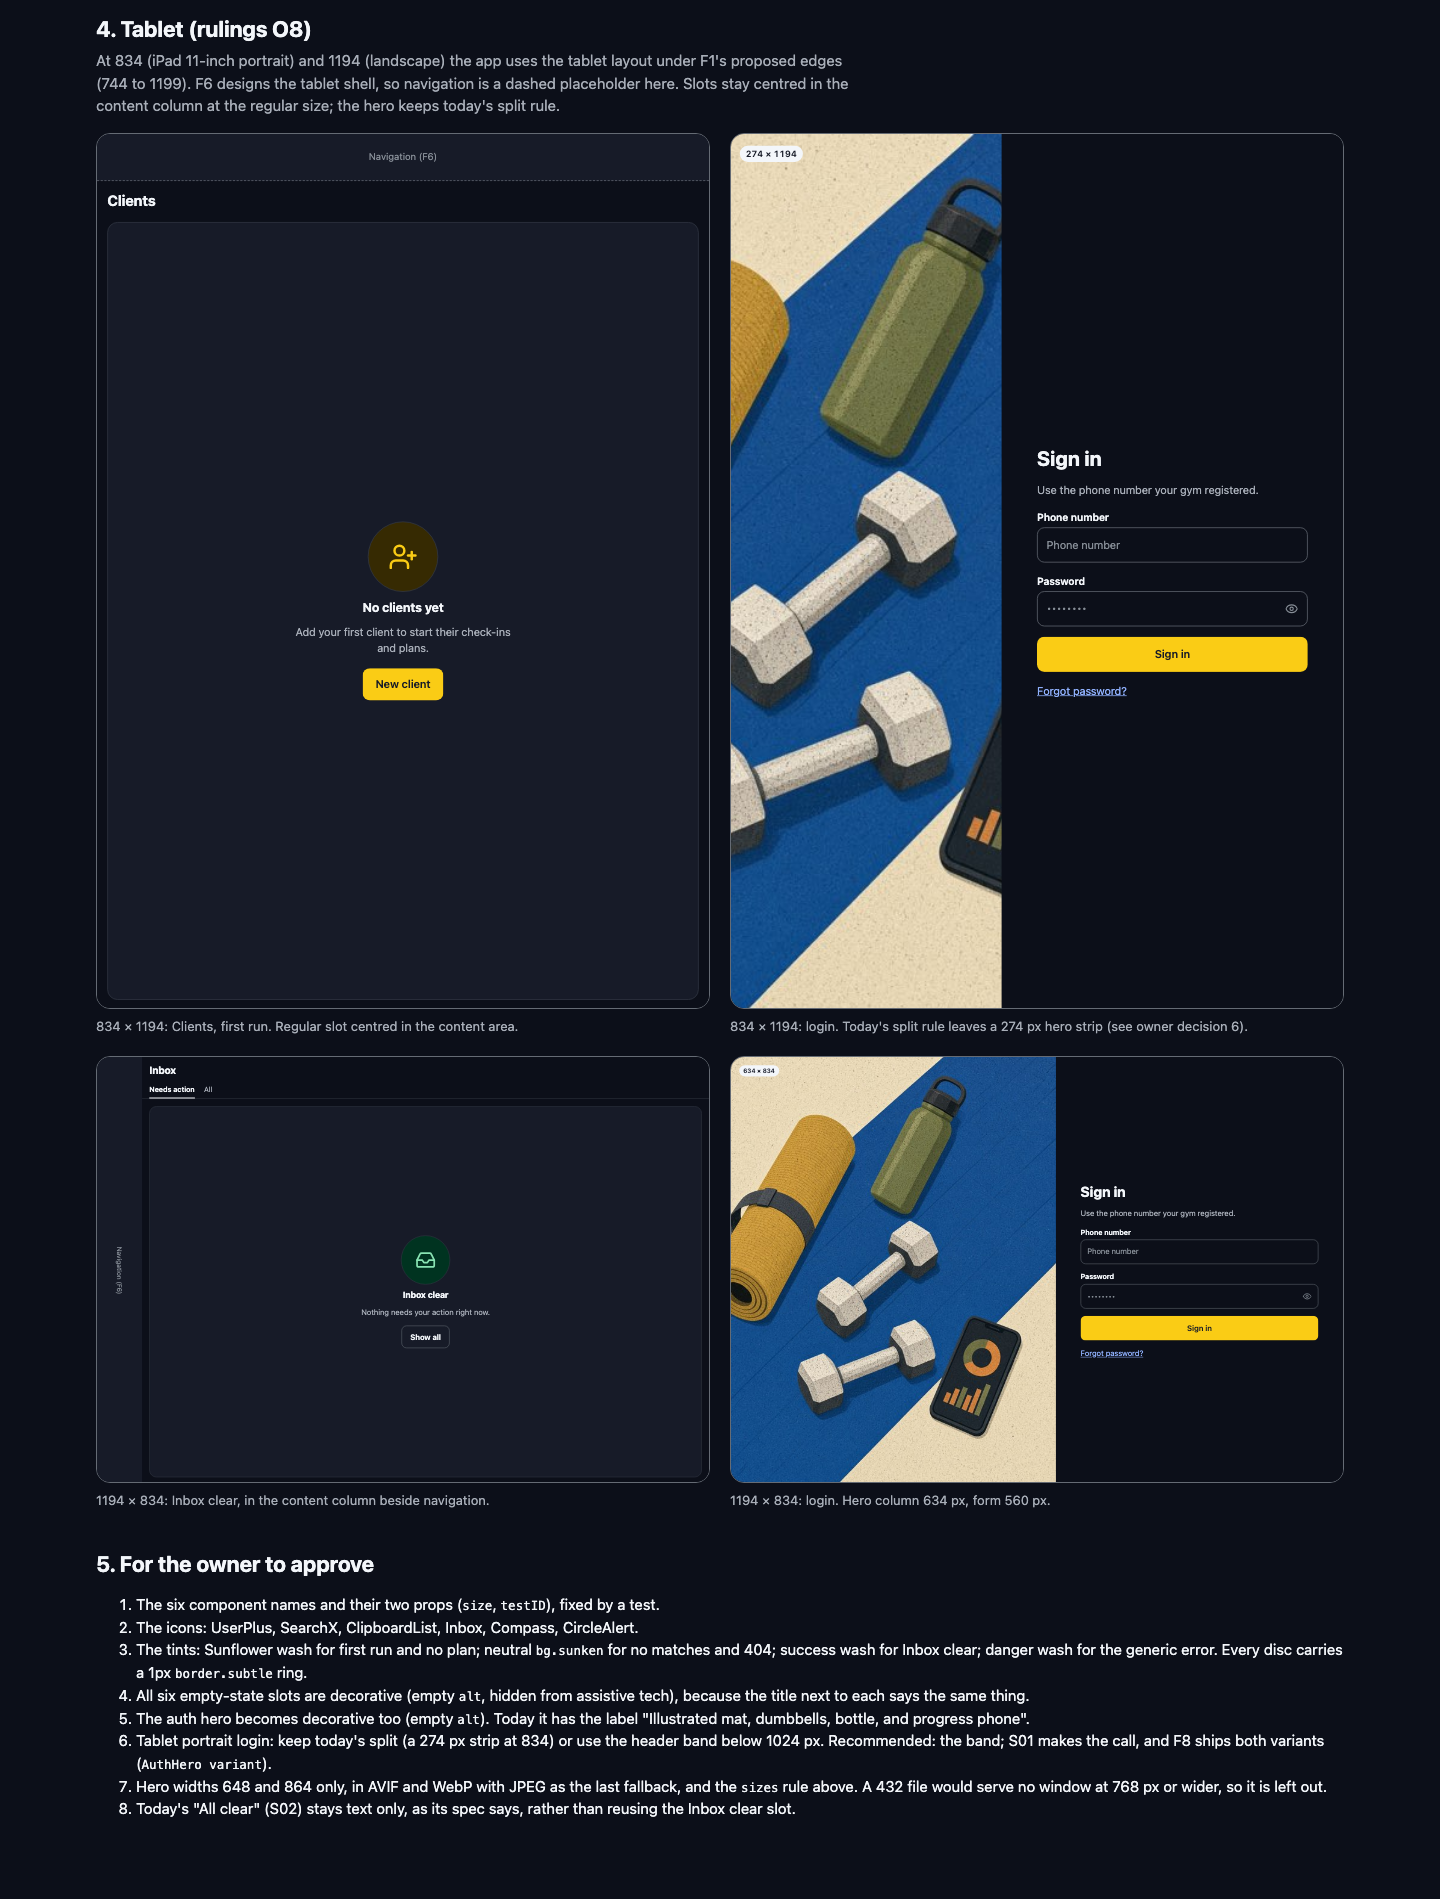 4. Tablet (rulings O8)
At 834 (iPad 11-inch portrait) and 1194 (landscape) the app uses the tablet layout under F1's proposed edges
(744 to 1199). F6 designs the tablet shell, so navigation is a dashed placeholder here. Slots stay centred in the
content column at the regular size; the hero keeps today's split rule.
Navigation (F6)
Clients
No clients yet
Add your first client to start their check-ins
and plans.
New client
834 × 1194: Clients, first run. Regular slot centred in the content area.
274 × 1194
Sign in
Use the phone number your gym registered.
Phone number
Phone number
Password
Sign in
Forgot password?
834 × 1194: login. Today's split rule leaves a 274 px hero strip (see owner decision 6).
Navigation (F6)
Inbox
Needs action All
Inbox clear
Nothing needs your action right now.
Show all
1194 × 834: Inbox clear, in the content column beside navigation.
634 × 834
Sign in
Use the phone number your gym registered.
Phone number
Phone number
Password
Sign in
Forgot password?
1194 × 834: login. Hero column 634 px, form 560 px.
5. For the owner to approve
1. The six component names and their two props (size, testID), fixed by a test.
2. The icons: UserPlus, SearchX, ClipboardList, Inbox, Compass, CircleAlert.
3. The tints: Sunflower wash for first run and no plan; neutral bg.sunken for no matches and 404; success wash for Inbox clear; danger wash for the generic error. Every disc carries
a 1px border.subtle ring.
4. All six empty-state slots are decorative (empty alt, hidden from assistive tech), because the title next to each says the same thing.
5. The auth hero becomes decorative too (empty alt). Today it has the label "Illustrated mat, dumbbells, bottle, and progress phone".
6. Tablet portrait login: keep today's split (a 274 px strip at 834) or use the header band below 1024 px. Recommended: the band; S01 makes the call, and F8 ships both variants
(AuthHero variant).
7. Hero widths 648 and 864 only, in AVIF and WebP with JPEG as the last fallback, and the sizes rule above. A 432 file would serve no window at 768 px or wider, so it is left out.
8. Today's "All clear" (S02) stays text only, as its spec says, rather than reusing the Inbox clear slot.